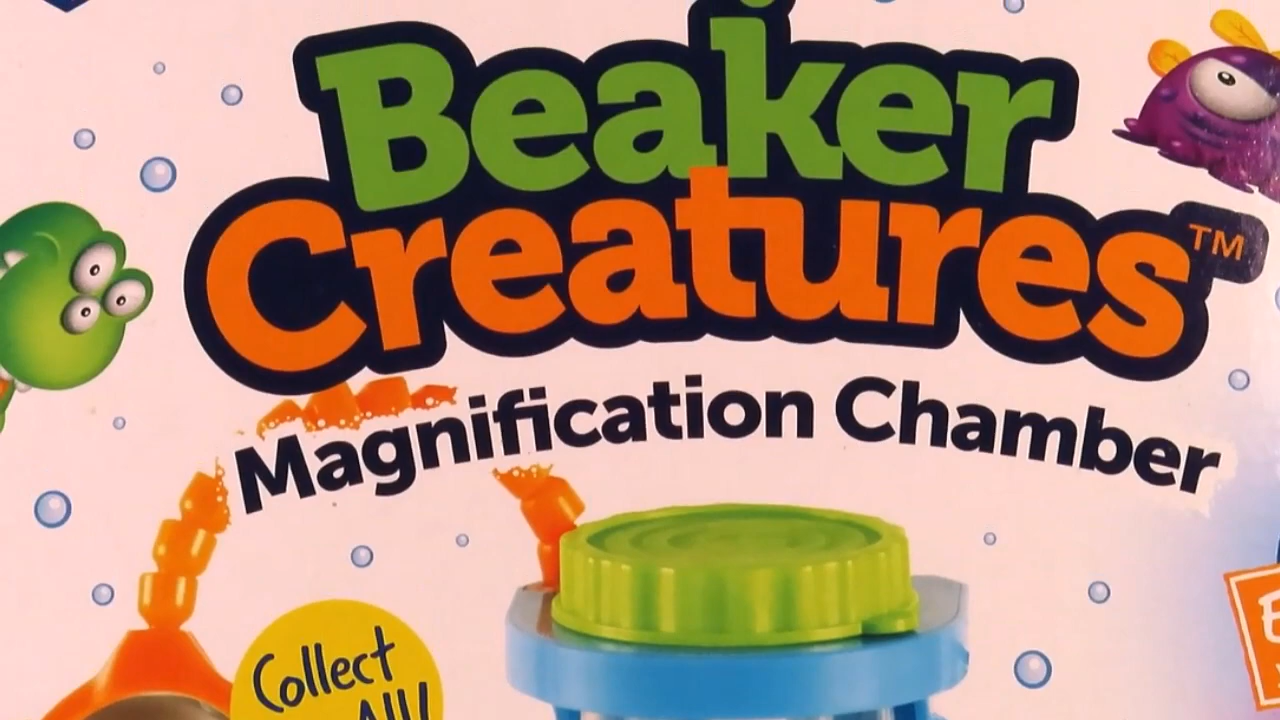 Beaker
Creatures™
Magnification Chamber
Collect
All!